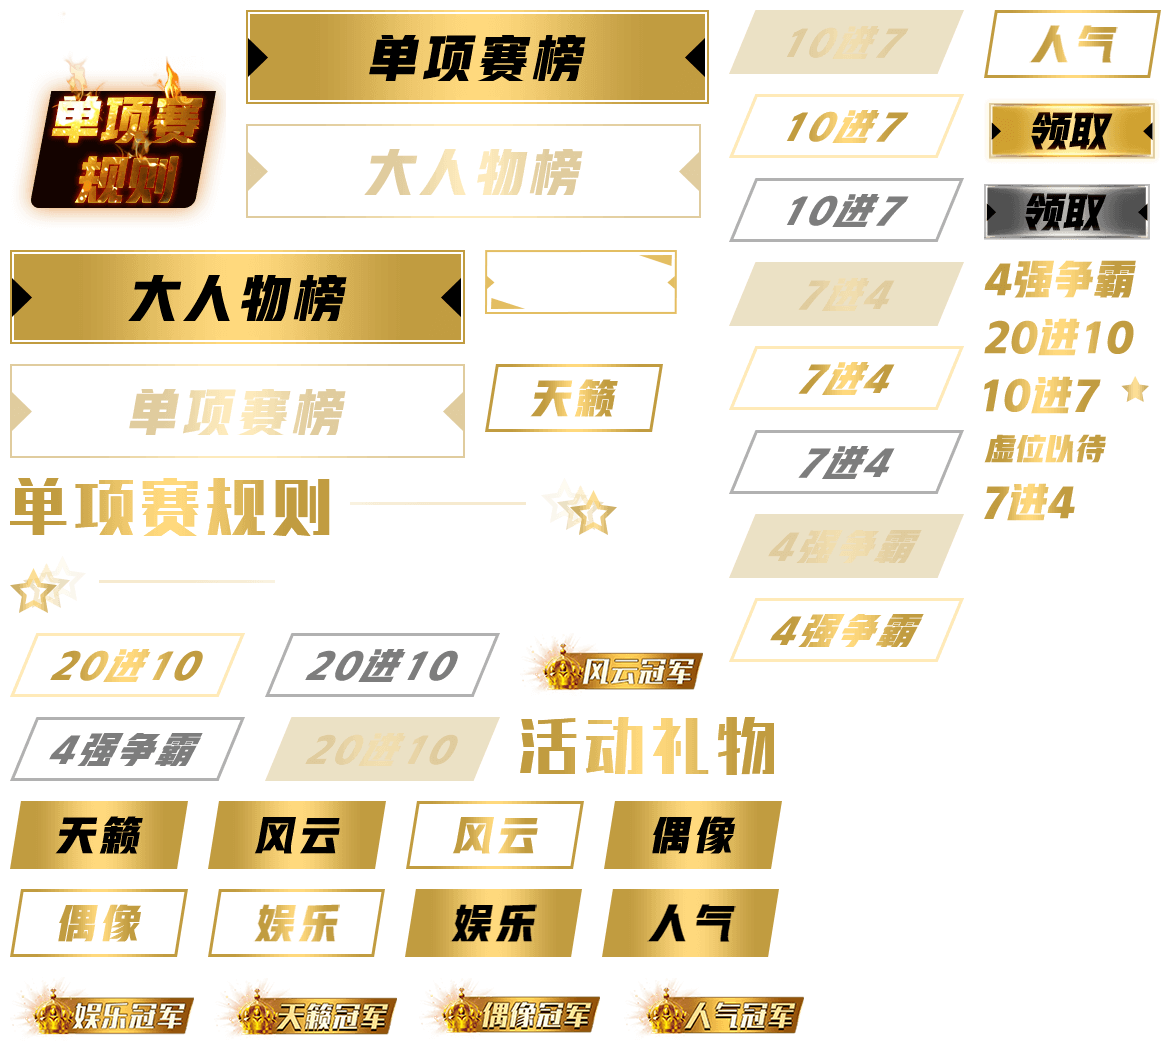 单项赛
规则
单项赛榜
大人物榜
大人物榜
单项赛榜
天籁
单项赛规则
20进10
20进10
风云冠军
4强争霸
20进10
活动礼物
天籁
风云
风云
偶像
偶像
娱乐
娱乐
人气
娱乐冠军
天籁冠军
偶像冠军
人气冠军
10进7
10进7
10进7
7进4
7进4
7进4
4强争霸
4强争霸
人气
领取
领取
4强争霸
20进10
10进7
虚位以待
7进4